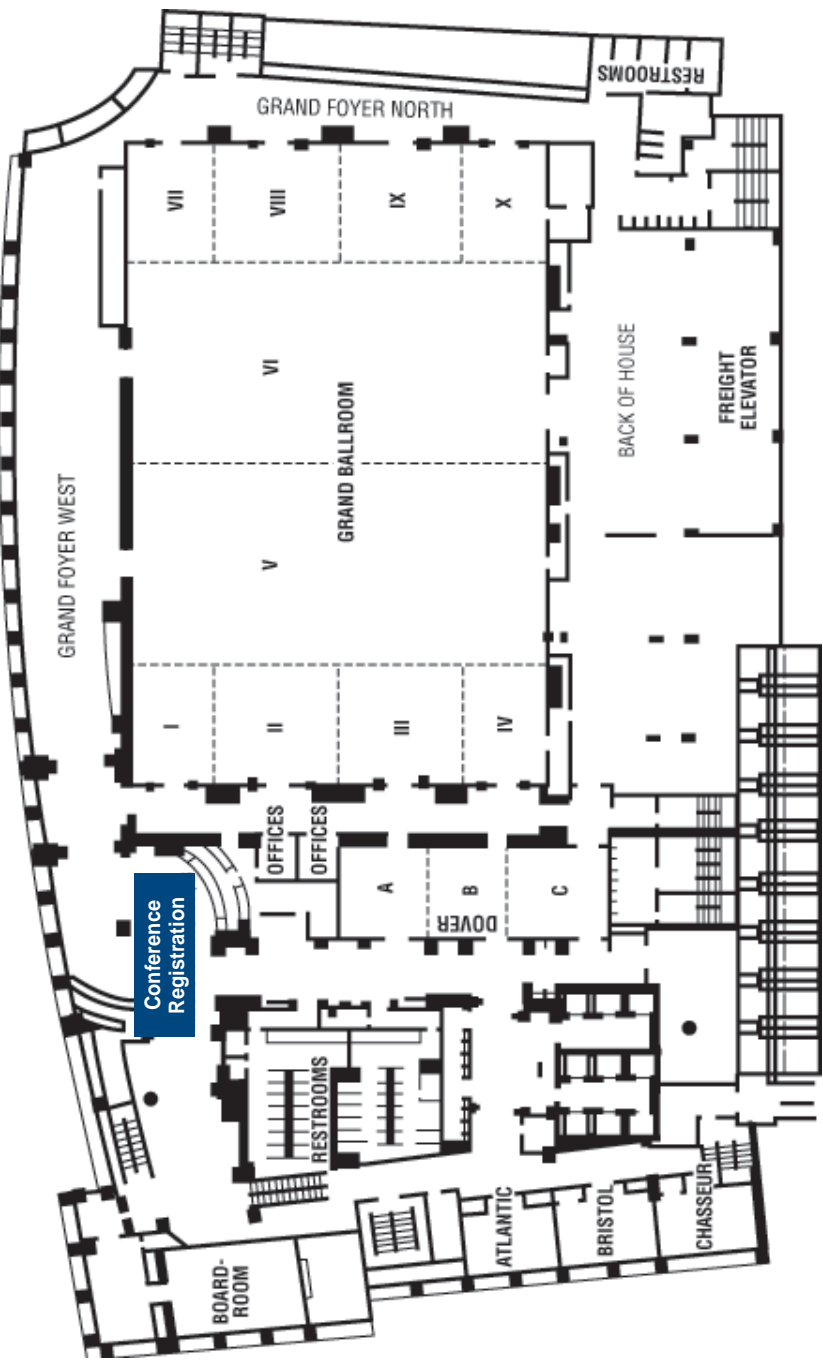 RESTROOMS
GRAND FOYER NORTH
VII
VIII
IX
X
VI
GRAND BALLROOM
V
GRAND FOYER WEST
BACK OF HOUSE
FREIGHT
ELEVATOR
I
II
III
IV
OFFICES
OFFICES
A
B
C
DOVER
Conference
Registration
RESTROOMS
ATLANTIC
BRISTOL
CHASSEUR
BOARD-
ROOM